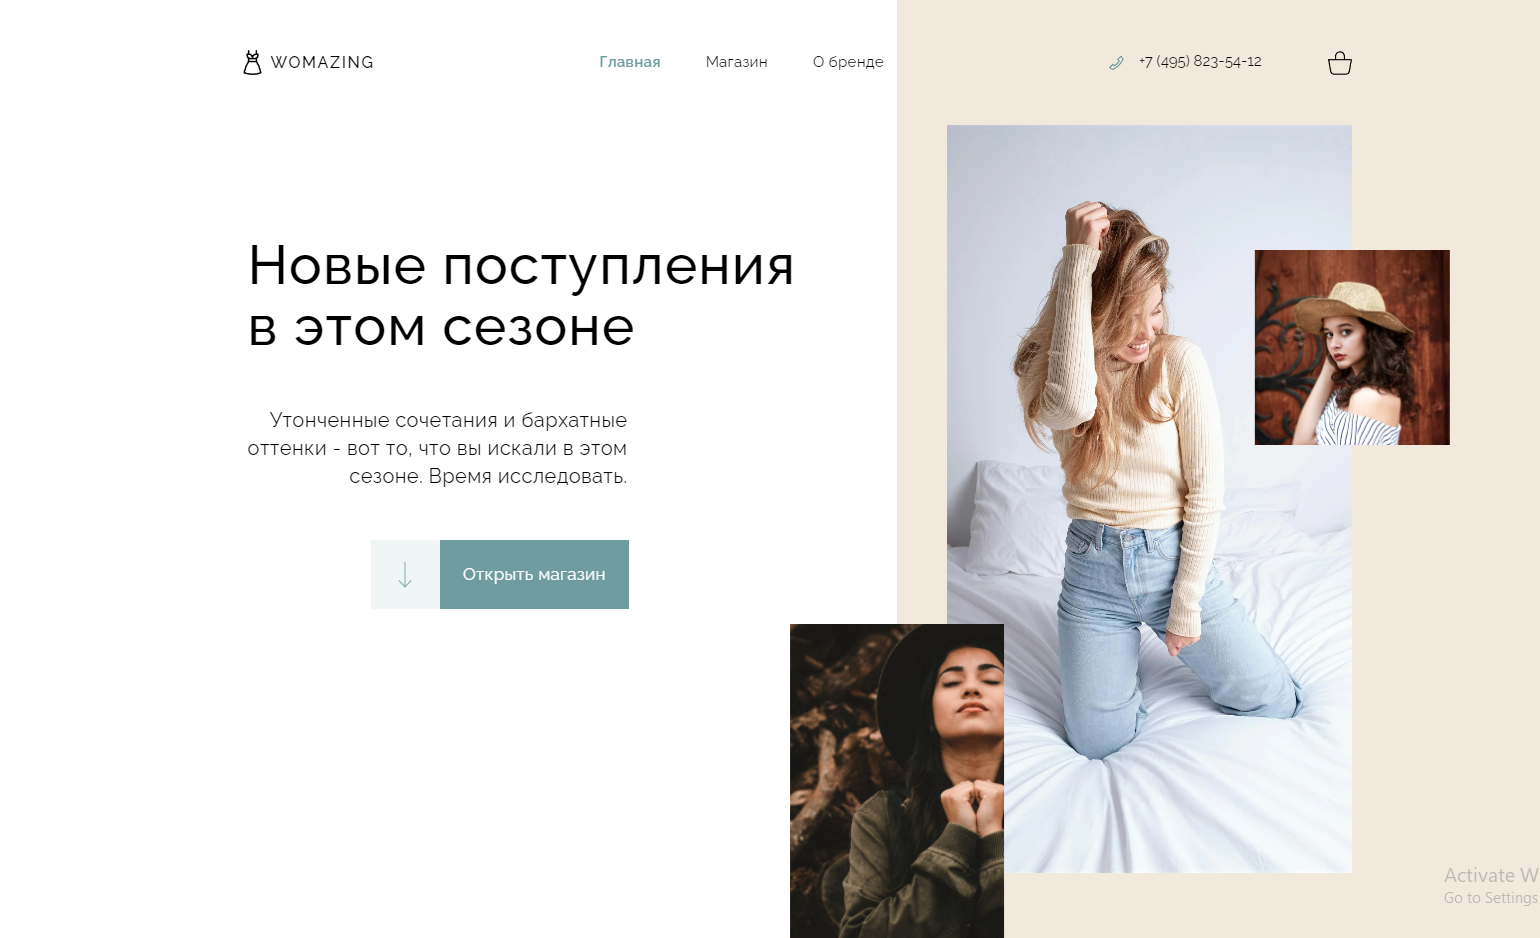 WOMAZING
Главная
Магазин
О бренде
+7 (495) 823-54-12
Новые поступления
в этом сезоне
Утонченные сочетания и бархатные
оттенки - вот то, что вы искали в этом
сезоне. Время исследовать.
Открыть магазин
Activate W
Go to Settings